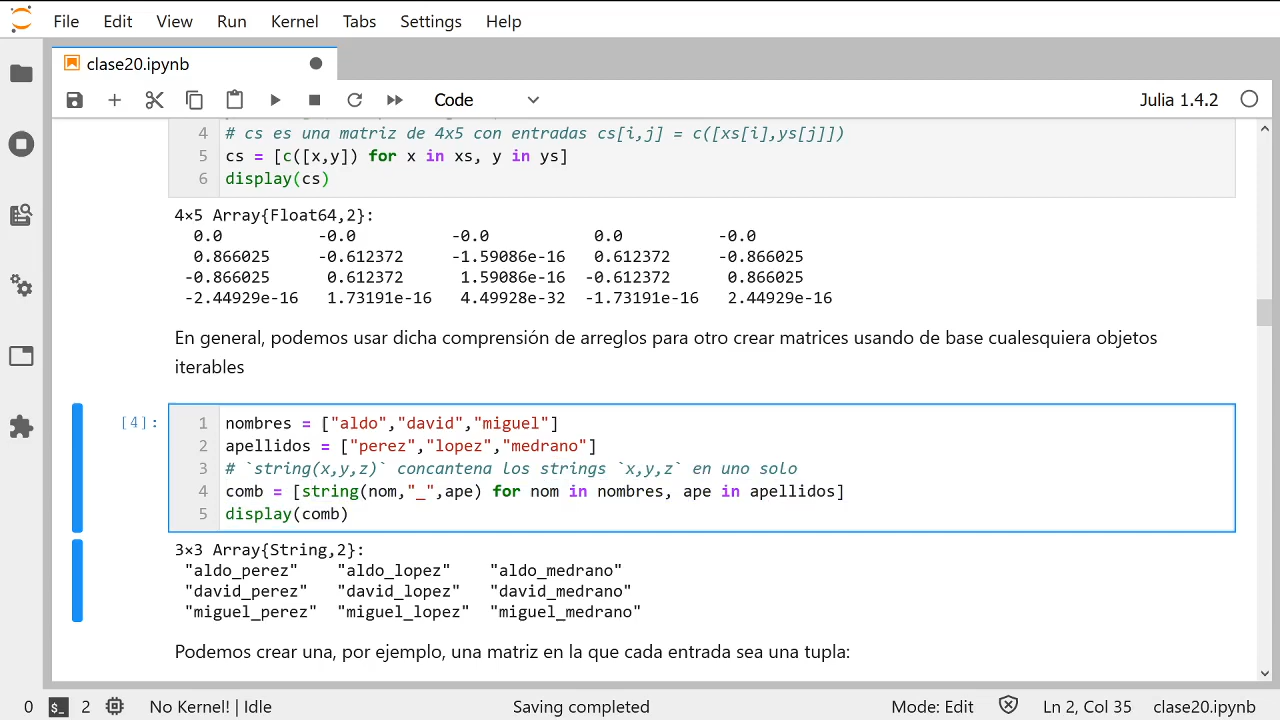 File Edit View Run Kernel Tabs Settings Help
clase20.ipynb
Code Julia 1.4.2
4 # cs es una matriz de 4x5 con entradas cs[i,j] = c([xs[i],ys[j]])
5 cs = [c([x,y]) for x in xs, y in ys]
6 display(cs)
4×5 Array{Float64,2}:
0.0 -0.0 -0.0 0.0 -0.0
0.866025 -0.612372 -1.59086e-16 0.612372 -0.866025
-0.866025 0.612372 1.59086e-16 -0.612372 0.866025
-2.44929e-16 1.73191e-16 4.49928e-32 -1.73191e-16 2.44929e-16
En general, podemos usar dicha comprensión de arreglos para otro crear matrices usando de base cualesquiera objetos
iterables
[4]:
1 nombres = ["aldo","david","miguel"]
2 apellidos = ["perez","lopez","medrano"]
3 # `string(x,y,z)` concantena los strings `x,y,z` en uno solo
4 comb = [string(nom,"_",ape) for nom in nombres, ape in apellidos]
5 display(comb)
3×3 Array{String,2}:
"aldo_perez" "aldo_lopez" "aldo_medrano"
"david_perez" "david_lopez" "david_medrano"
"miguel_perez" "miguel_lopez" "miguel_medrano"
Podemos crear una, por ejemplo, una matriz en la que cada entrada sea una tupla:
0 $_ 2 No Kernel! | Idle Saving completed Mode: Edit Ln 2, Col 35 clase20.ipynb